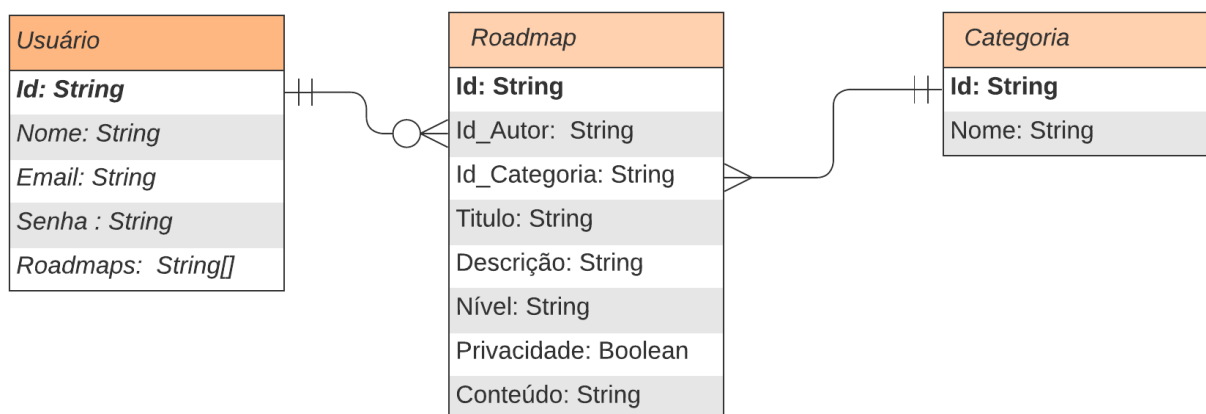 Usuário
Id: String
Nome: String
Email: String
Senha : String
Roadmaps: String[]
Roadmap
Id: String
Id_Autor: String
Id_Categoria: String
Titulo: String
Descrição: String
Nível: String
Privacidade: Boolean
Conteúdo: String
Categoria
Id: String
Nome: String